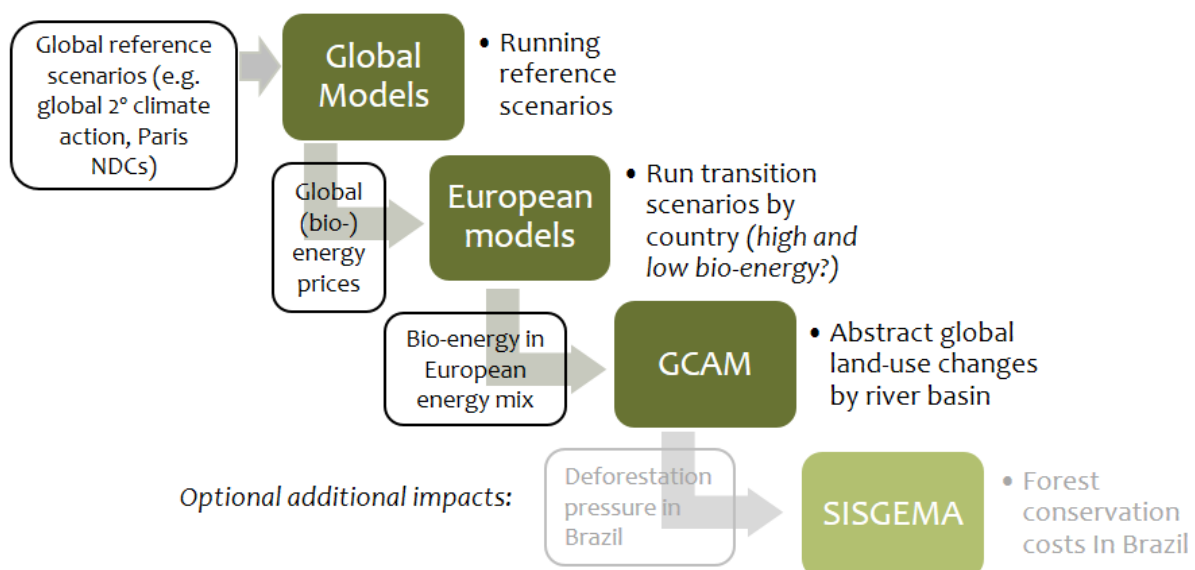 Global reference
scenarios (e.g.
global 2° climate
action, Paris
NDCs)
Global
Models
• Running
reference
scenarios
Global
(bio-)
energy
prices
European
models
• Run transition
scenarios by
country (high and
low bio-energy?)
Bio-energy in
European
energy mix
GCAM
• Abstract global
land-use changes
by river basin
Optional additional impacts:
Deforestation
pressure in
Brazil
SISGEMA
• Forest
conservation
costs In Brazil